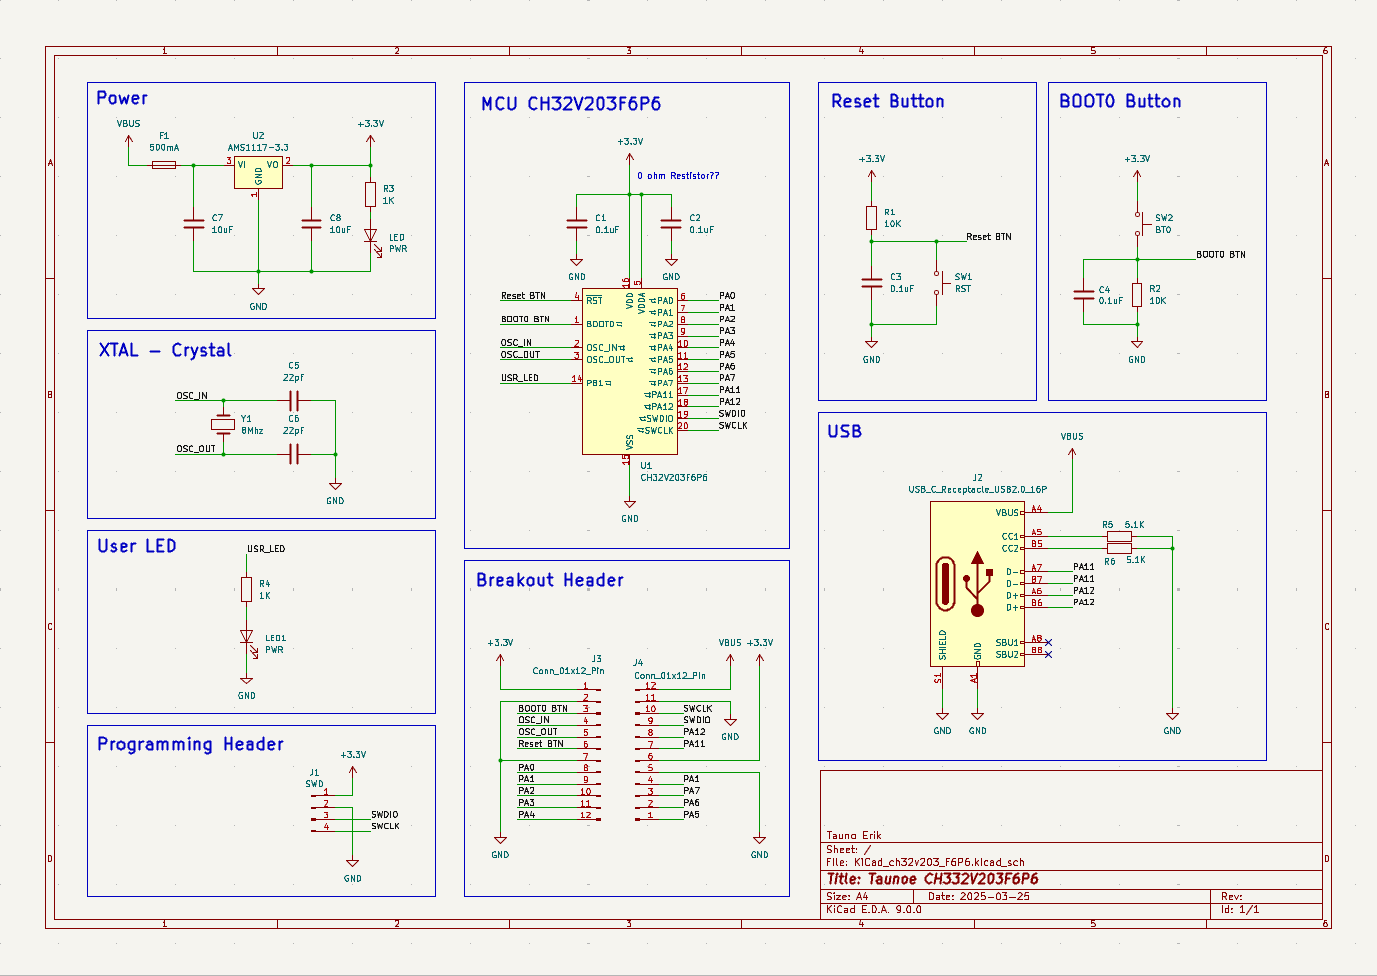 1 2 3 4 5 6
A
B
C
D
A
B
C
D
1 2 3 4 5 6
Power
VBUS
F1
500mA
U2
AMS1117-3.3
3 VI VO 2
GND
1
+3.3V
R3
1K
C7
10uF
C8
10uF
LED
PWR
GND
XTAL - Crystal
OSC_IN
OSC_OUT
Y1
8Mhz
C5
22pf
C6
22pf
GND
User LED
USR_LED
R4
1K
LED1
PWR
GND
Programming Header
J1
SWD
+3.3V
1
2
3 SWDIO
4 SWCLK
GND
MCU CH32V203F6P6
+3.3V
0 ohm Restistor??
C1
0.1uF
C2
0.1uF
GND
GND
16 5
VDD VDDA
Reset BTN 4 RST
BOOT0 BTN 1 BOOT0
OSC_IN 2 OSC_IN
OSC_OUT 3 OSC_OUT
USR_LED 14 PB1
PA0 6 PA0
PA1 7 PA1
PA2 8 PA2
PA3 9 PA3
PA4 10 PA4
PA5 11 PA5
PA6 12 PA6
PA7 13 PA7
PA11 17 PA11
PA12 18 PA12
SWDIO 19 SWDIO
SWCLK 20 SWCLK
VSS
15
U1
CH32V203F6P6
GND
Breakout Header
+3.3V
J3
Conn_01x12_Pin
1
2
BOOT0 BTN 3
OSC_IN 4
OSC_OUT 5
Reset BTN 6
7
PA0 8
PA1 9
PA2 10
PA3 11
PA4 12
GND
J4
Conn_01x12_Pin
VBUS +3.3V
12
11
10 SWCLK
9 SWDIO
8 PA12
7 PA11
6
5
4 PA1
3 PA7
2 PA6
1 PA5
GND
GND
Reset Button
+3.3V
R1
10K
Reset BTN
C3
0.1uF
SW1
RST
GND
BOOT0 Button
+3.3V
SW2
BT0
BOOT0 BTN
C4
0.1uF
R2
10K
GND
USB
VBUS
J2
USB_C_Receptacle_USB2.0_16P
VBUS A4
CC1 A5
CC2 B5
R5 5.1K
R6 5.1K
D- A7 PA11
D- B7 PA11
D+ A6 PA12
D+ B6 PA12
SBU1 A8
SBU2 B8
SHIELD GND
S1 A1
GND GND GND
Tauno Erik
Sheet: /
File: KiCad_ch32v203_F6P6.kicad_sch
Title: Taunoe CH332V203F6P6
Size: A4 Date: 2025-03-25 Rev:
KiCad E.D.A. 9.0.0 Id: 1/1